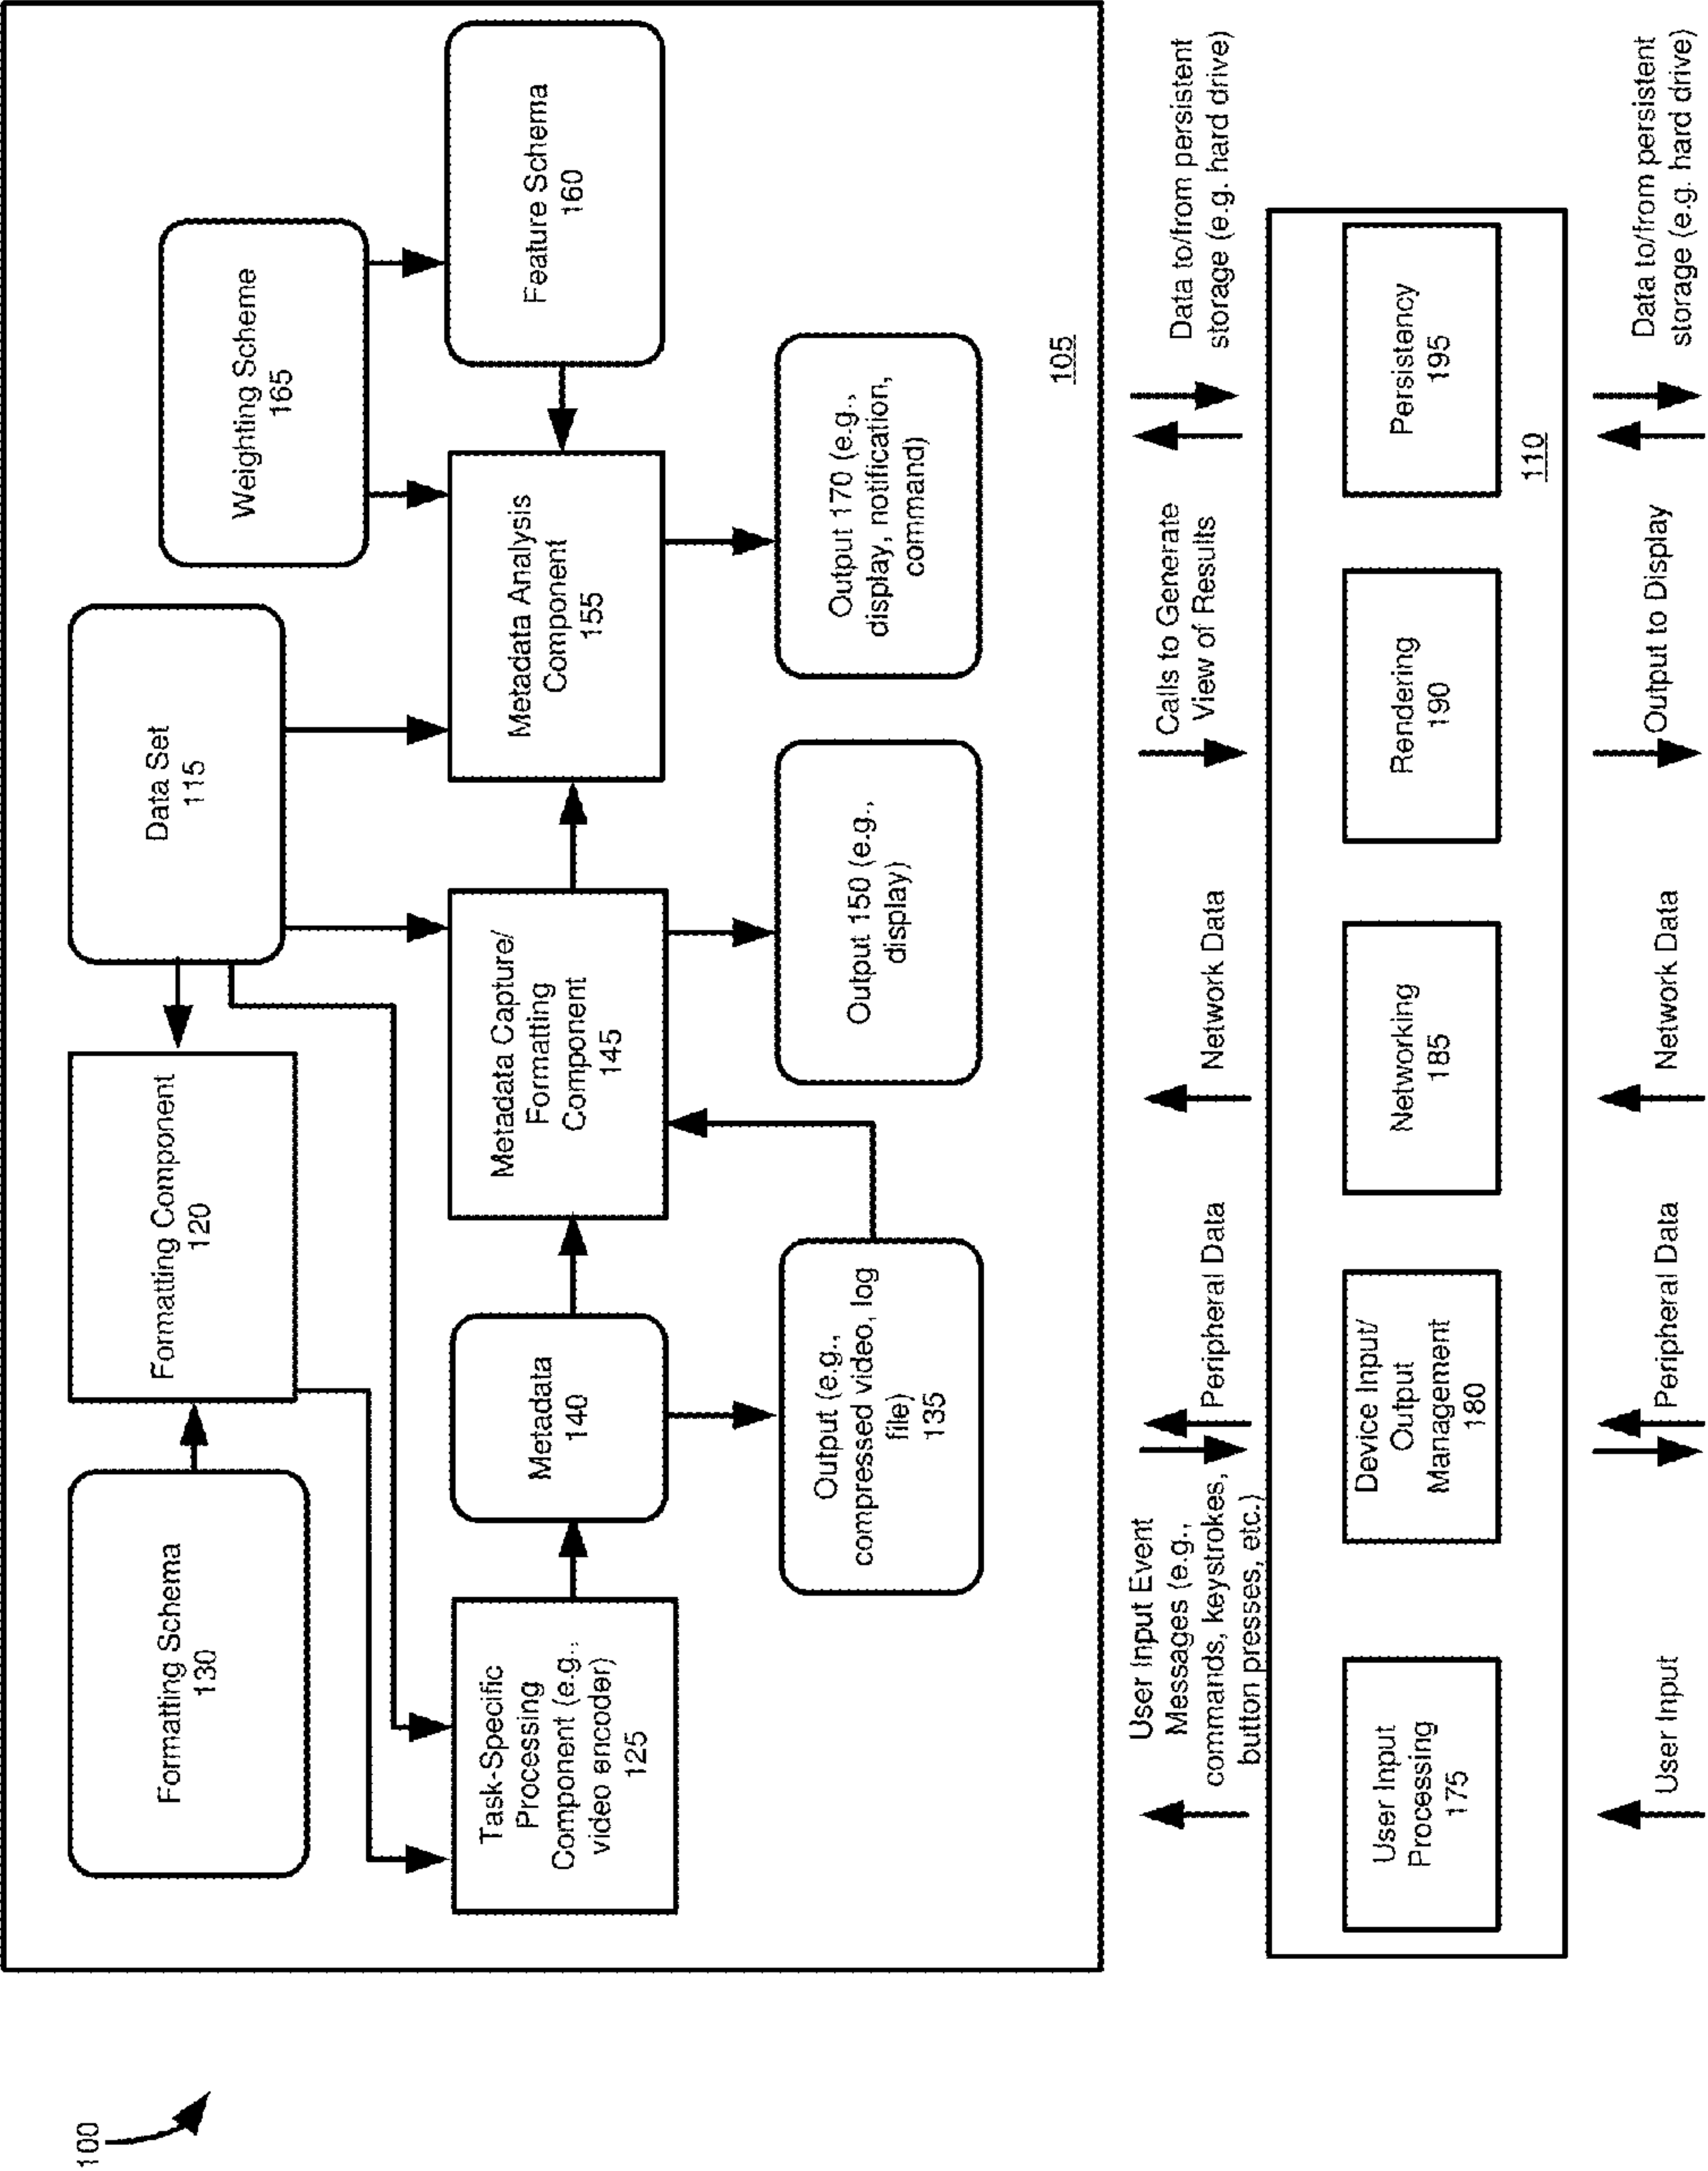 100
Formatting Schema
130
Formatting Component
120
Data Set
115
Weighting Scheme
165
Task-Specific
Processing
Component (e.g.,
video encoder)
125
Metadata
140
Metadata Capture/
Formatting
Component
145
Metadata Analysis
Component
155
Feature Schema
160
Output (e.g.,
compressed video, log
file)
135
Output 150 (e.g.,
display)
Output 170 (e.g.,
display, notification,
command)
105
User Input Event
Messages (e.g.,
commands, keystrokes,
button presses, etc.)
Peripheral Data
Network Data
Calls to Generate
View of Results
Data to/from persistent
storage (e.g. hard drive)
User Input
Processing
175
Device Input/
Output
Management
180
Networking
185
Rendering
190
Persistency
195
110
User Input
Peripheral Data
Network Data
Output to Display
Data to/from persistent
storage (e.g. hard drive)